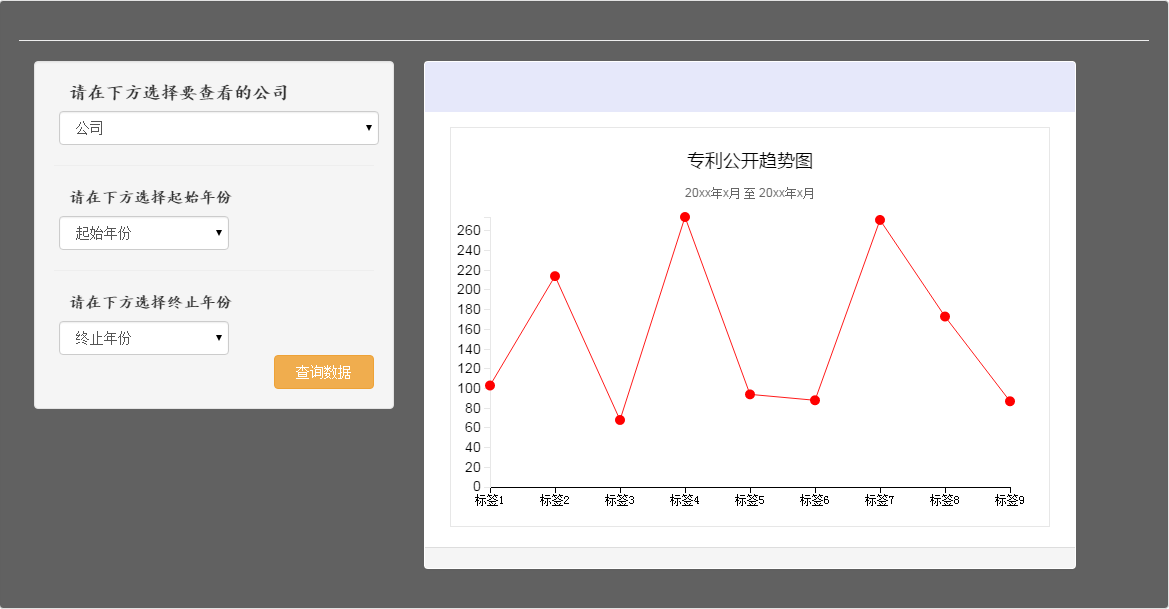 请在下方选择要查看的公司
公司
请在下方选择起始年份
起始年份
请在下方选择终止年份
终止年份
查询数据
专利公开趋势图
20xx年x月 至 20xx年x月
260
240
220
200
180
160
140
120
100
80
60
40
20
0
标签1 标签2 标签3 标签4 标签5 标签6 标签7 标签8 标签9